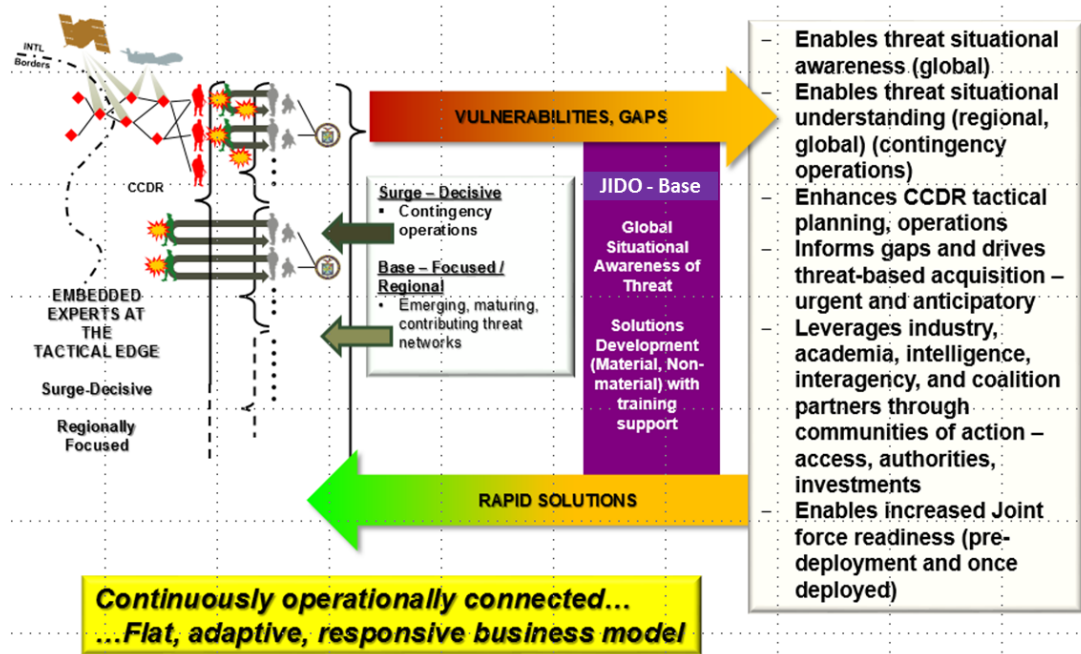 INTL
Borders
CCDR
EMBEDDED
EXPERTS AT
THE
TACTICAL EDGE
Surge-Decisive
Regionally
Focused
VULNERABILITIES, GAPS
Surge – Decisive
▪ Contingency
operations
Base – Focused /
Regional
• Emerging, maturing,
contributing threat
networks
JIDO - Base
Global
Situational
Awareness of
Threat
Solutions
Development
(Material, Non-
material) with
training
support
RAPID SOLUTIONS
– Enables threat situational
awareness (global)
– Enables threat situational
understanding (regional,
global) (contingency
operations)
– Enhances CCDR tactical
planning, operations
– Informs gaps and drives
threat-based acquisition –
urgent and anticipatory
– Leverages industry,
academia, intelligence,
interagency, and coalition
partners through
communities of action –
access, authorities,
investments
– Enables increased Joint
force readiness (pre-
deployment and once
deployed)
Continuously operationally connected…
…Flat, adaptive, responsive business model